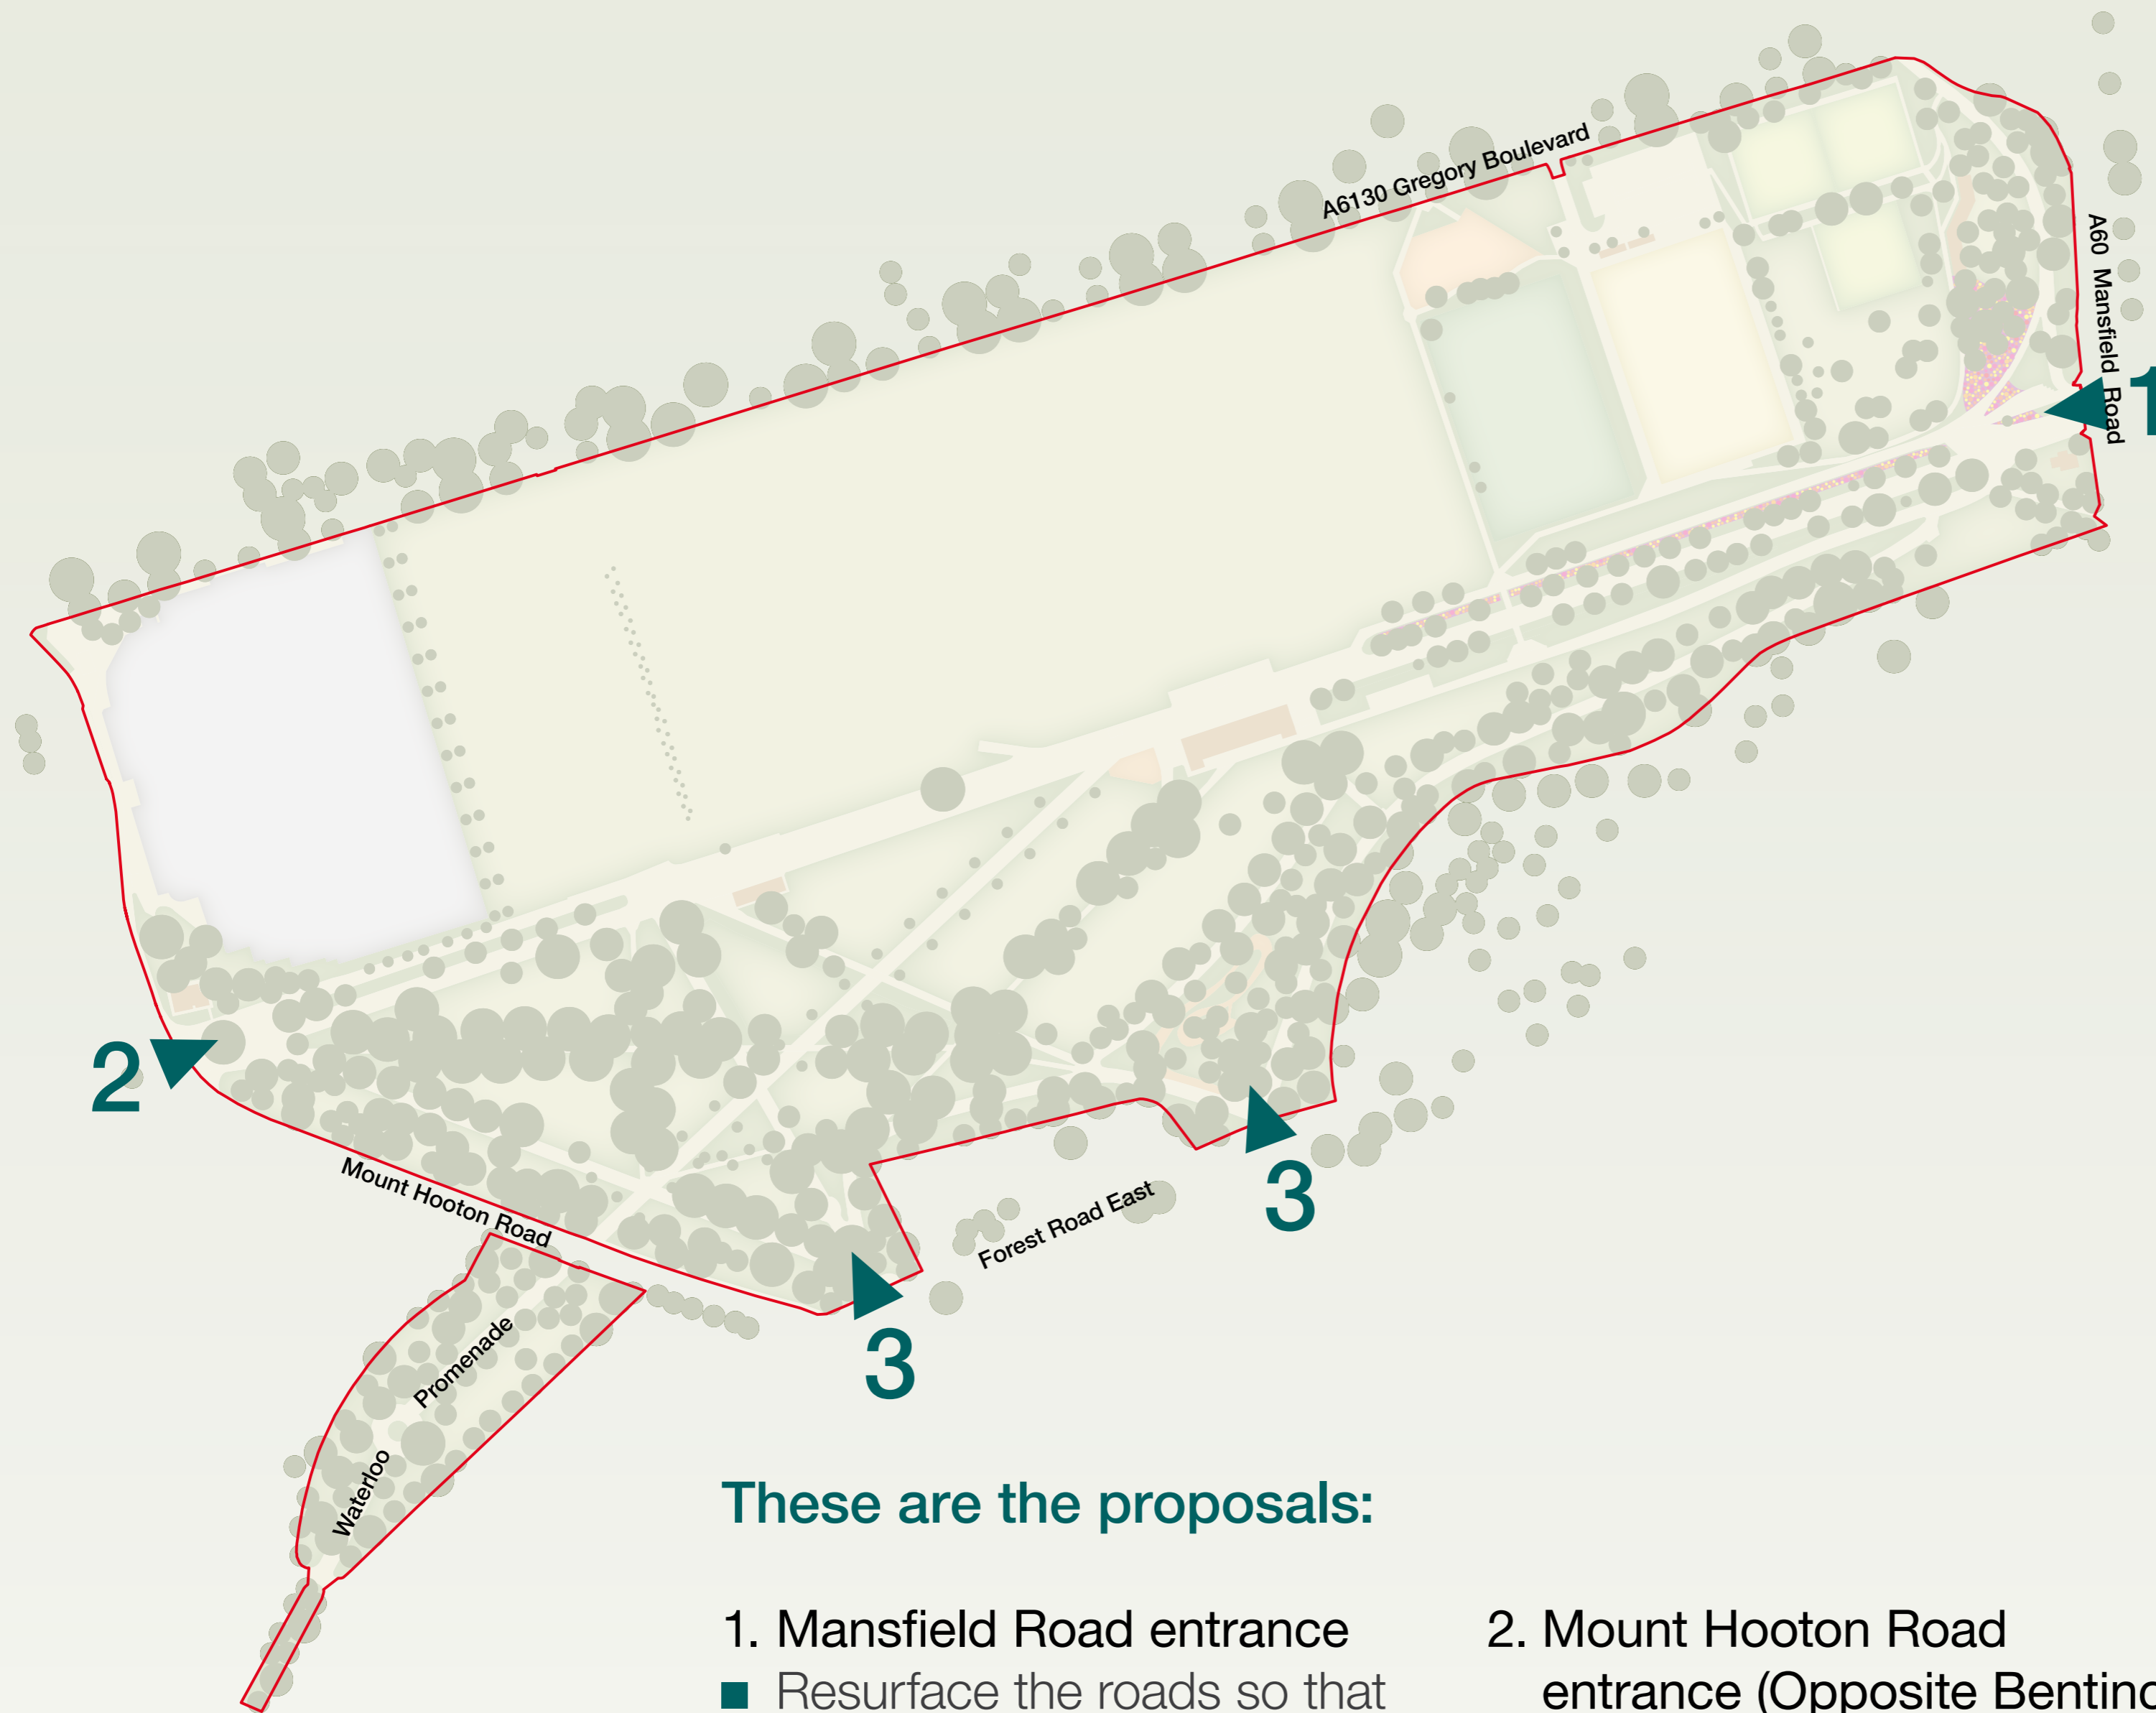 A6130 Gregory Boulevard
A60 Mansfield Road
1
2
Mount Hooton Road
3
Forest Road East
3
Promenade
Waterloo
These are the proposals:
1. Mansfield Road entrance
Resurface the roads so that
2. Mount Hooton Road
entrance (Opposite Bentinc